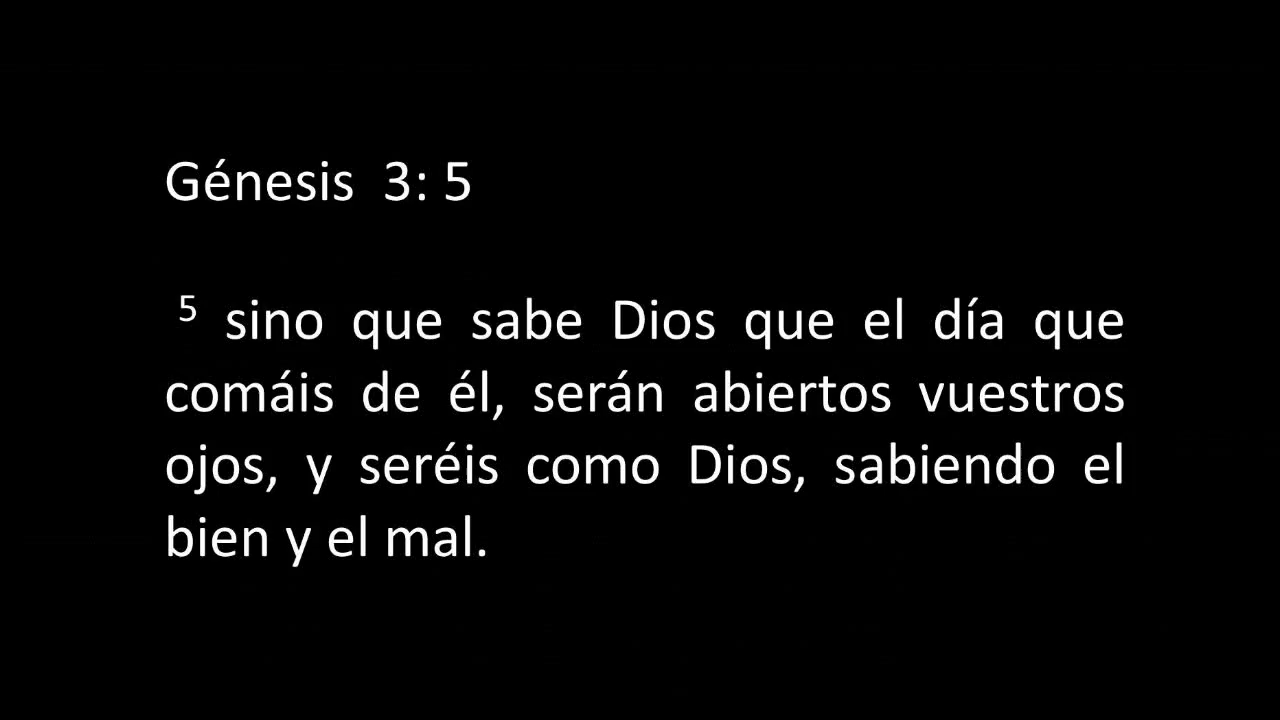 Génesis 3: 5
5 sino que sabe Dios que el día que
comáis de él, serán abiertos vuestros
ojos, y seréis como Dios, sabiendo el
bien y el mal.